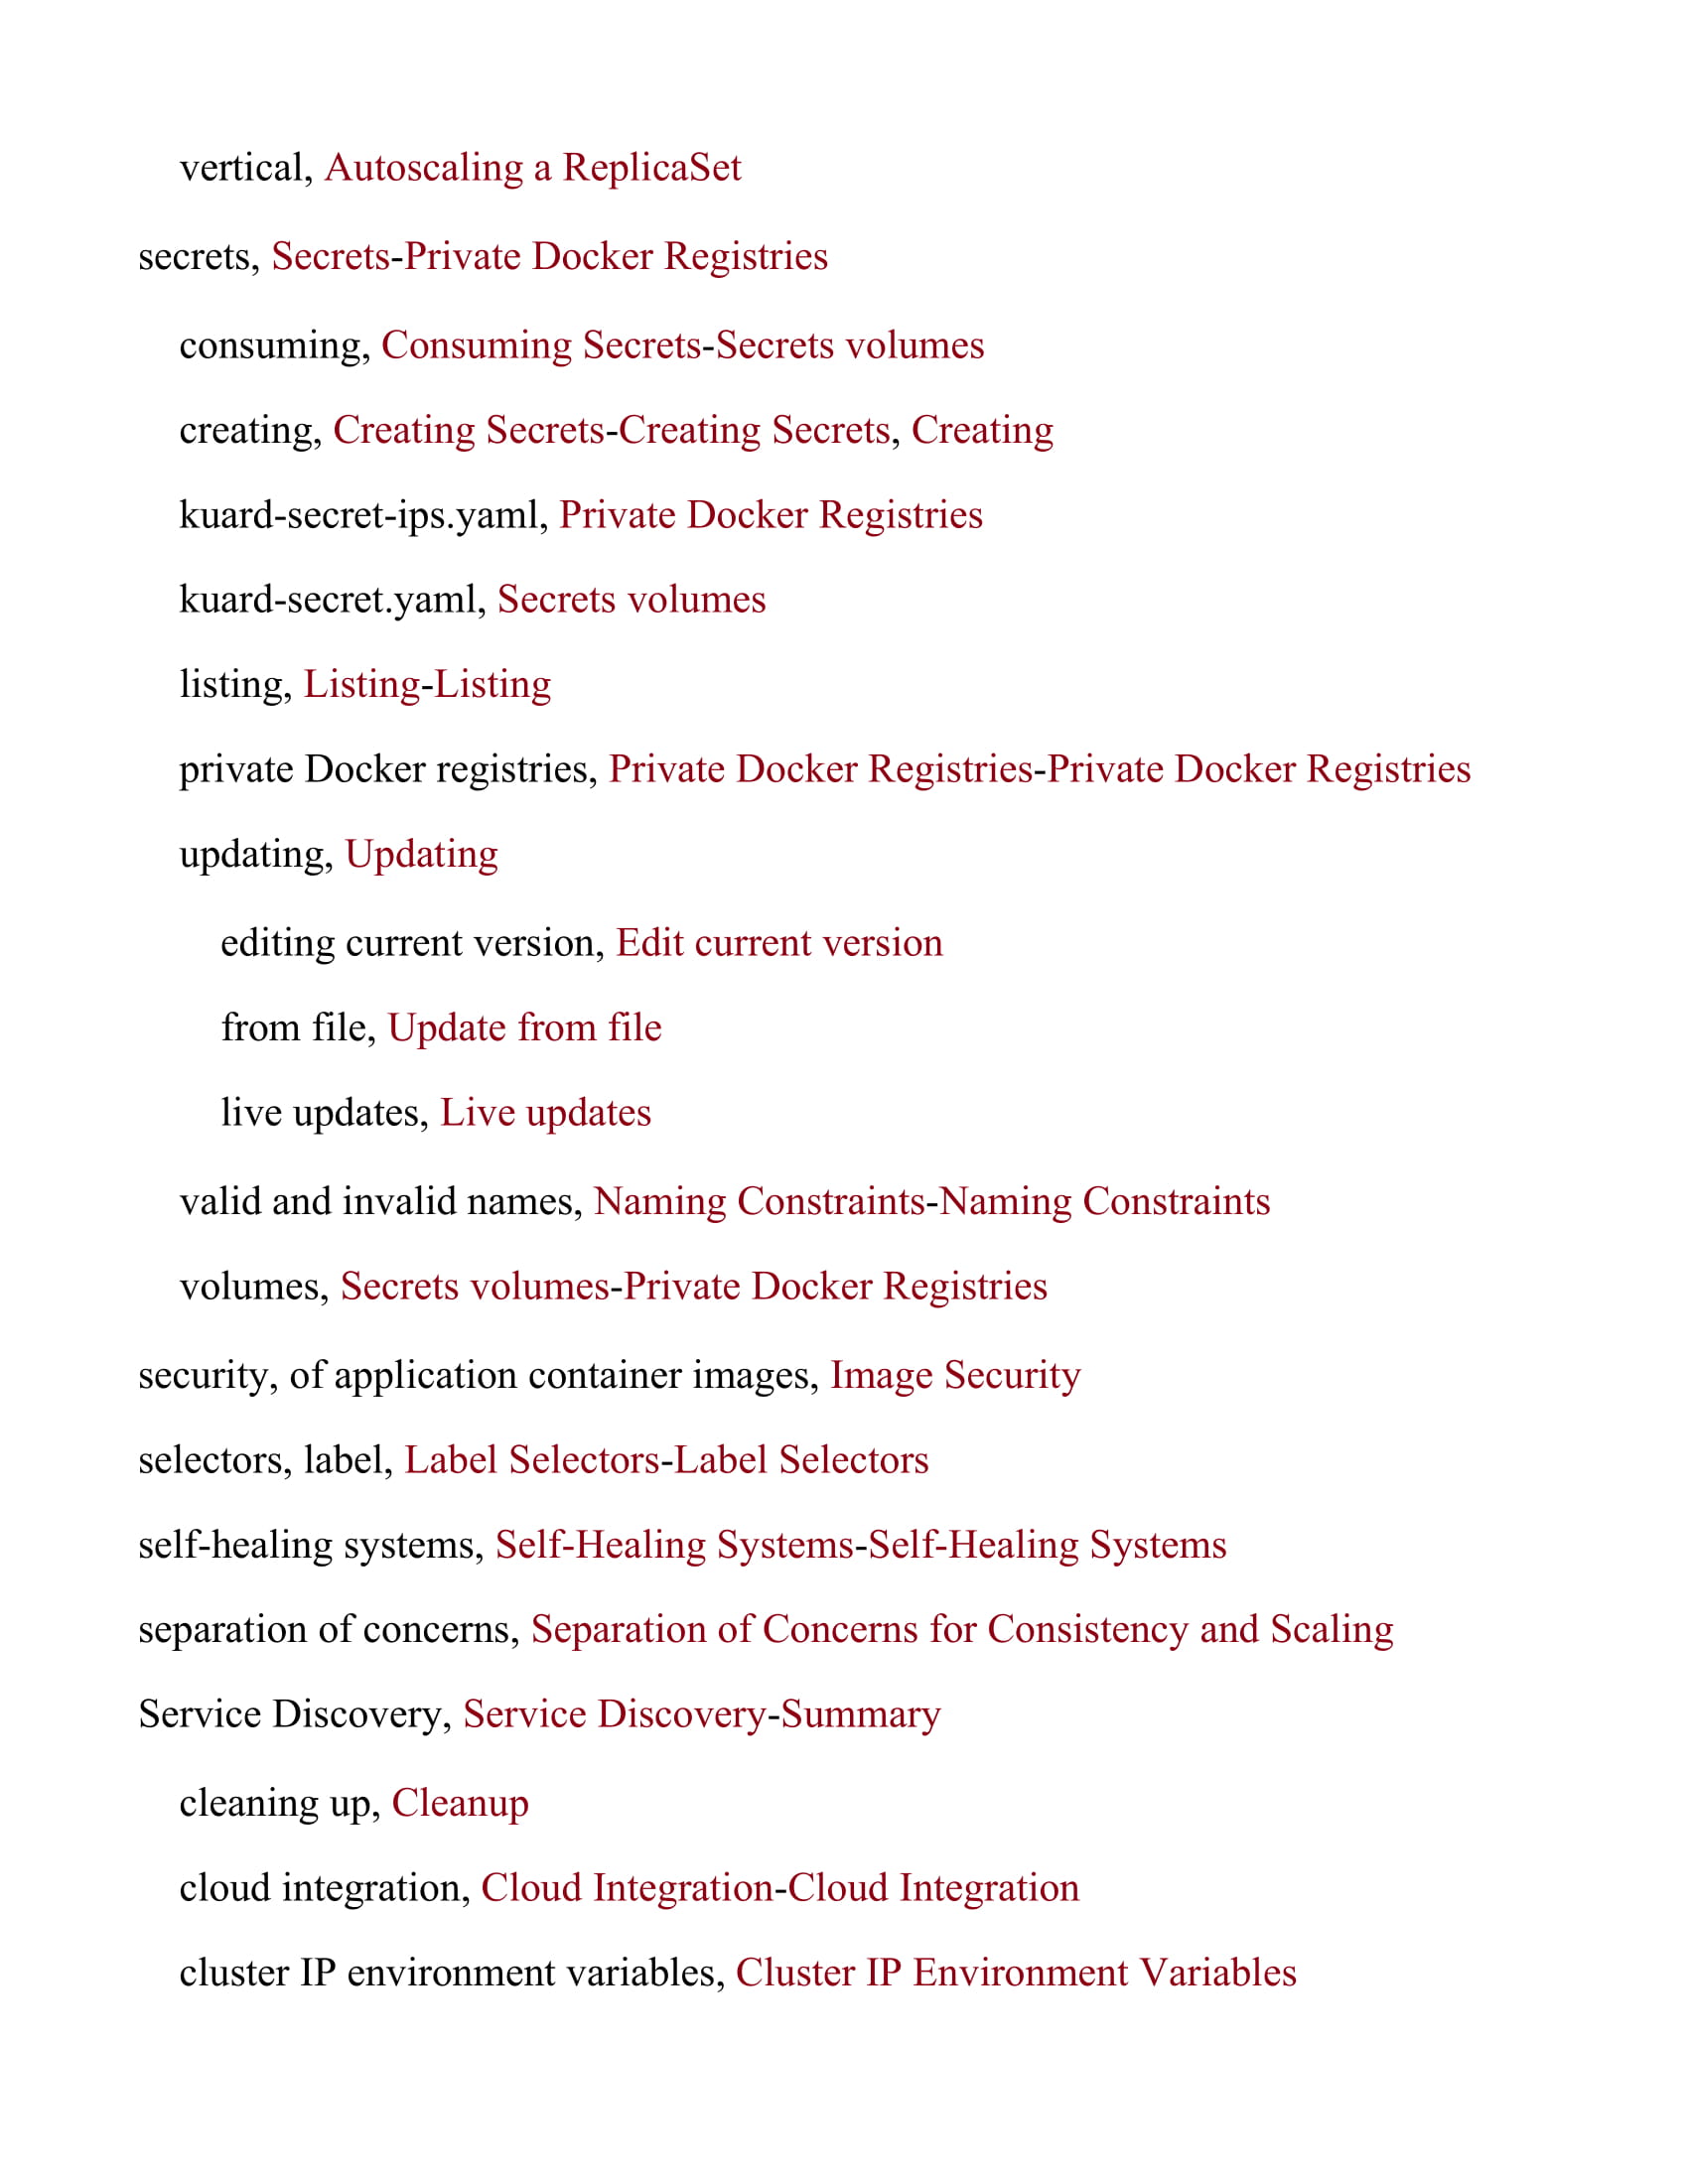 vertical, Autoscaling a ReplicaSet
secrets, Secrets-Private Docker Registries
consuming, Consuming Secrets-Secrets volumes
creating, Creating Secrets-Creating Secrets, Creating
kuard-secret-ips.yaml, Private Docker Registries
kuard-secret.yaml, Secrets volumes
listing, Listing-Listing
private Docker registries, Private Docker Registries-Private Docker Registries
updating, Updating
editing current version, Edit current version
from file, Update from file
live updates, Live updates
valid and invalid names, Naming Constraints-Naming Constraints
volumes, Secrets volumes-Private Docker Registries
security, of application container images, Image Security
selectors, label, Label Selectors-Label Selectors
self-healing systems, Self-Healing Systems-Self-Healing Systems
separation of concerns, Separation of Concerns for Consistency and Scaling
Service Discovery, Service Discovery-Summary
cleaning up, Cleanup
cloud integration, Cloud Integration-Cloud Integration
cluster IP environment variables, Cluster IP Environment Variables